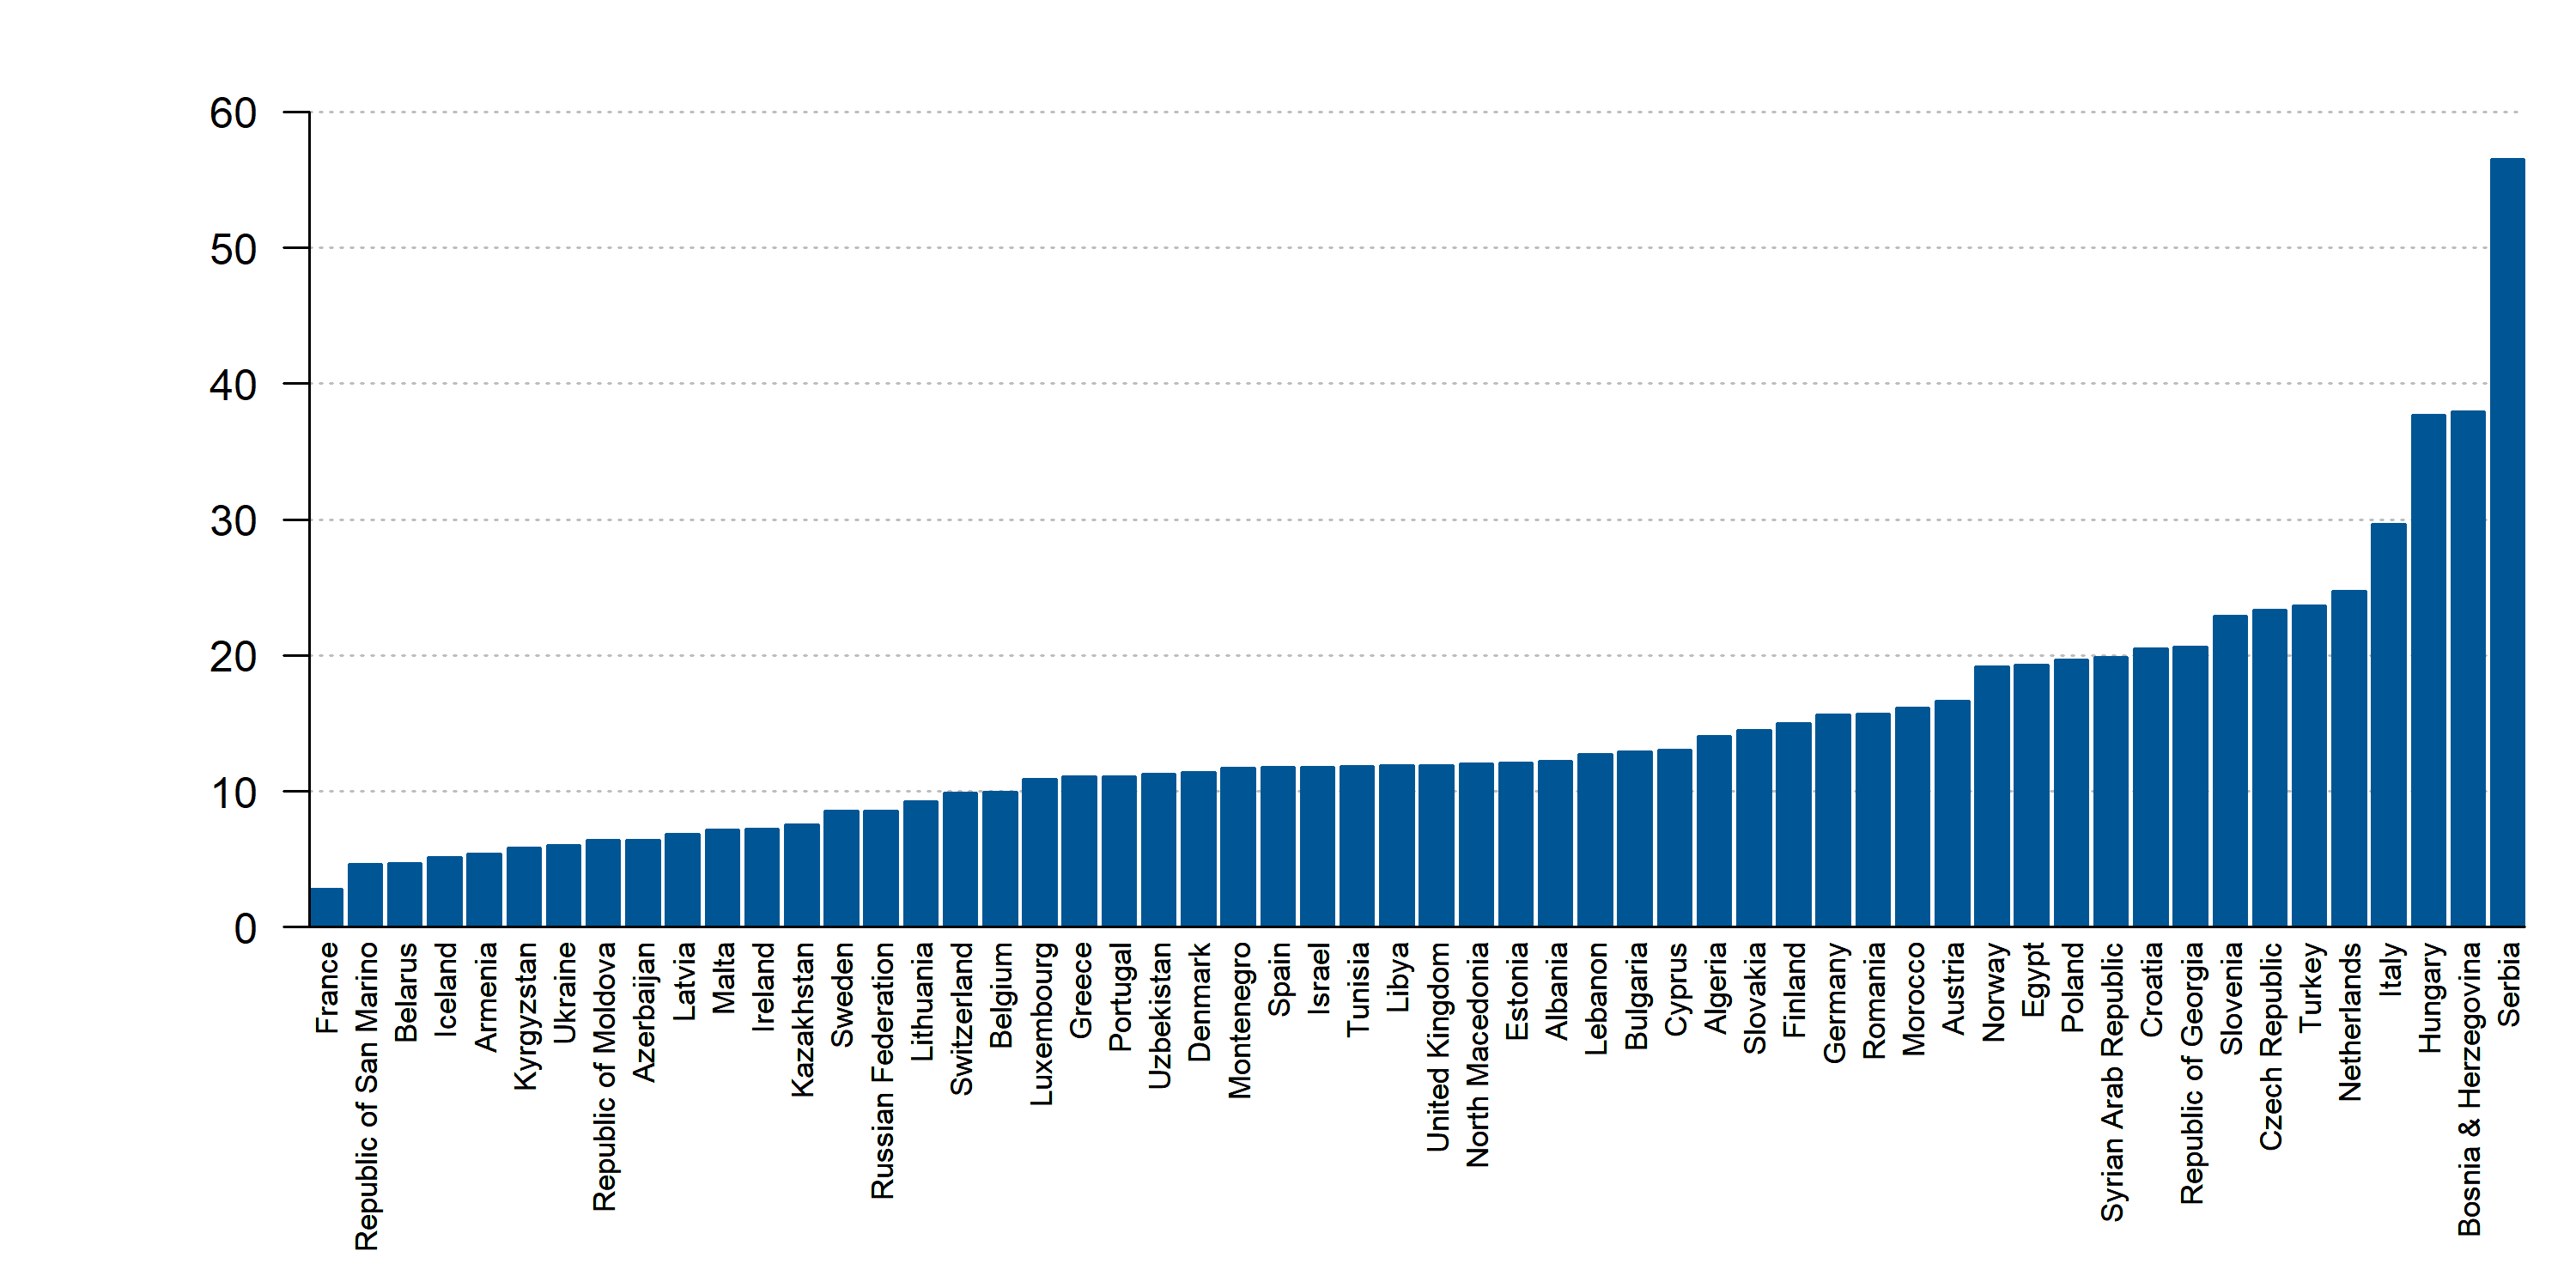 60
50
40
30
20
10
0
France
Republic of San Marino
Belarus
Iceland
Armenia
Kyrgyzstan
Ukraine
Republic of Moldova
Azerbaijan
Latvia
Malta
Ireland
Kazakhstan
Sweden
Russian Federation
Lithuania
Switzerland
Belgium
Luxembourg
Greece
Portugal
Uzbekistan
Denmark
Montenegro
Spain
Israel
Tunisia
Libya
United Kingdom
North Macedonia
Estonia
Albania
Lebanon
Bulgaria
Cyprus
Algeria
Slovakia
Finland
Germany
Romania
Morocco
Austria
Norway
Egypt
Poland
Syrian Arab Republic
Croatia
Republic of Georgia
Slovenia
Czech Republic
Turkey
Netherlands
Italy
Hungary
Bosnia & Herzegovina
Serbia